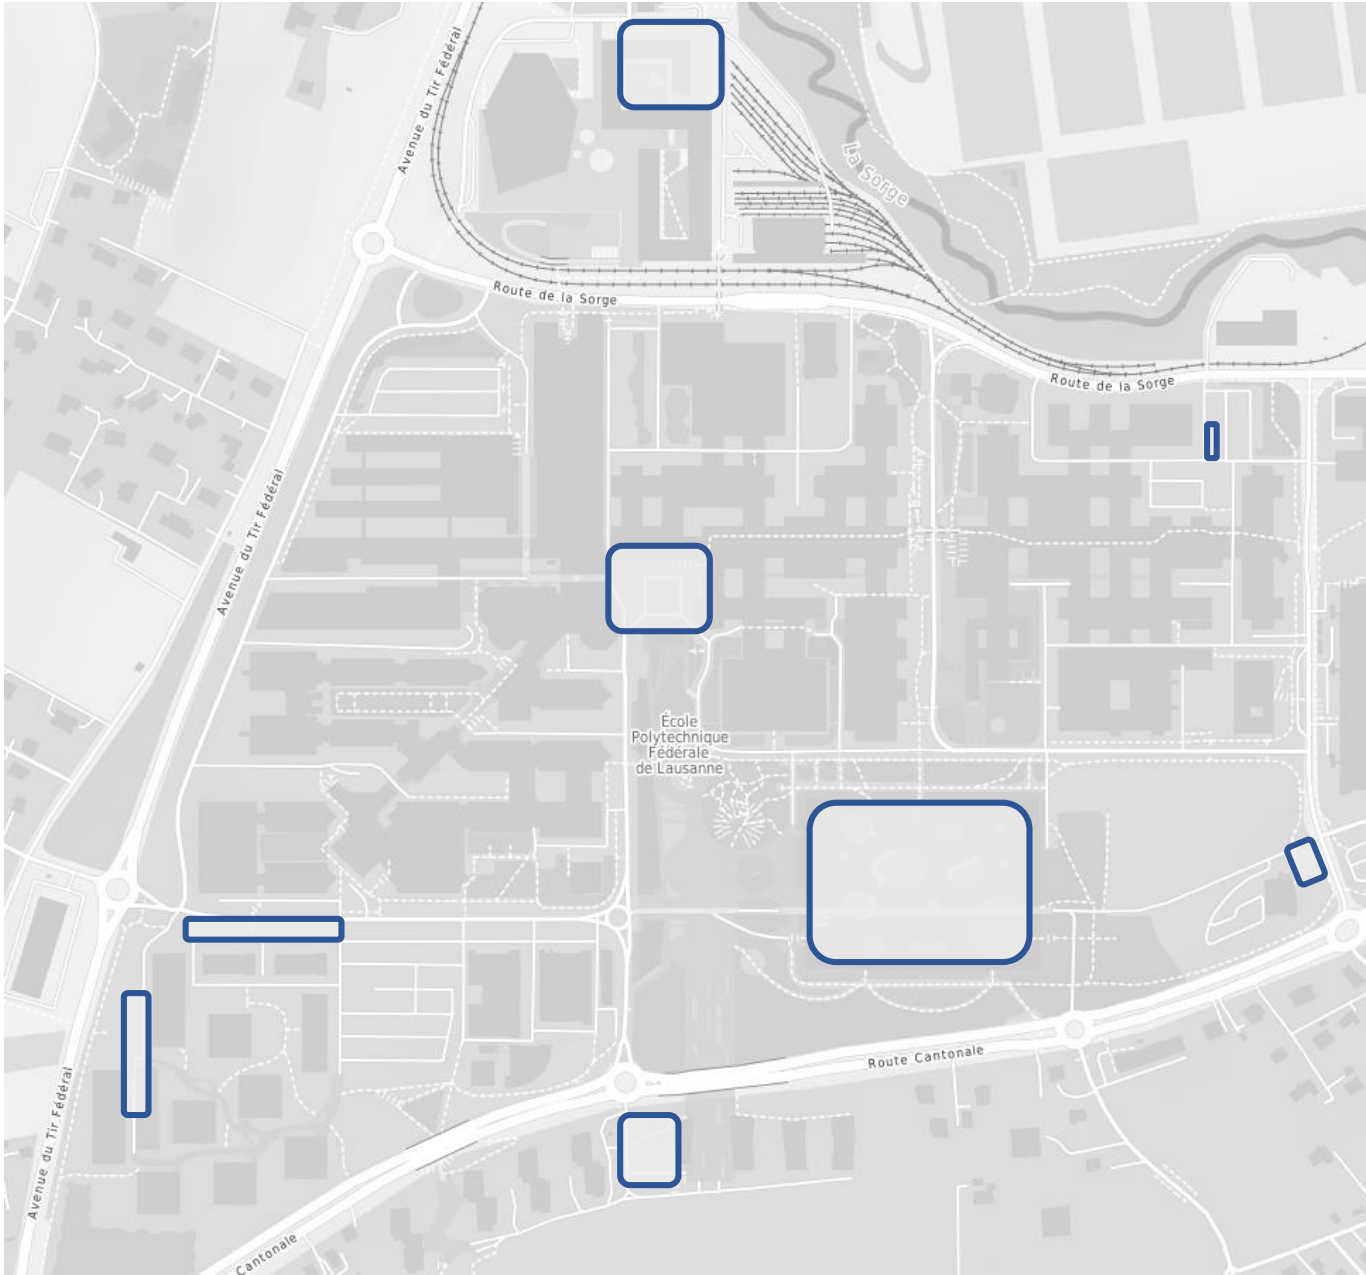 Avenue du Tir Fédéral
La Sorge
Route de la Sorge
Route de la Sorge
Avenue du Tir Fédéral
École
Polytechnique
Fédérale
de Lausanne
Route Cantonale
Avenue du Tir Fédéral
Cantonale